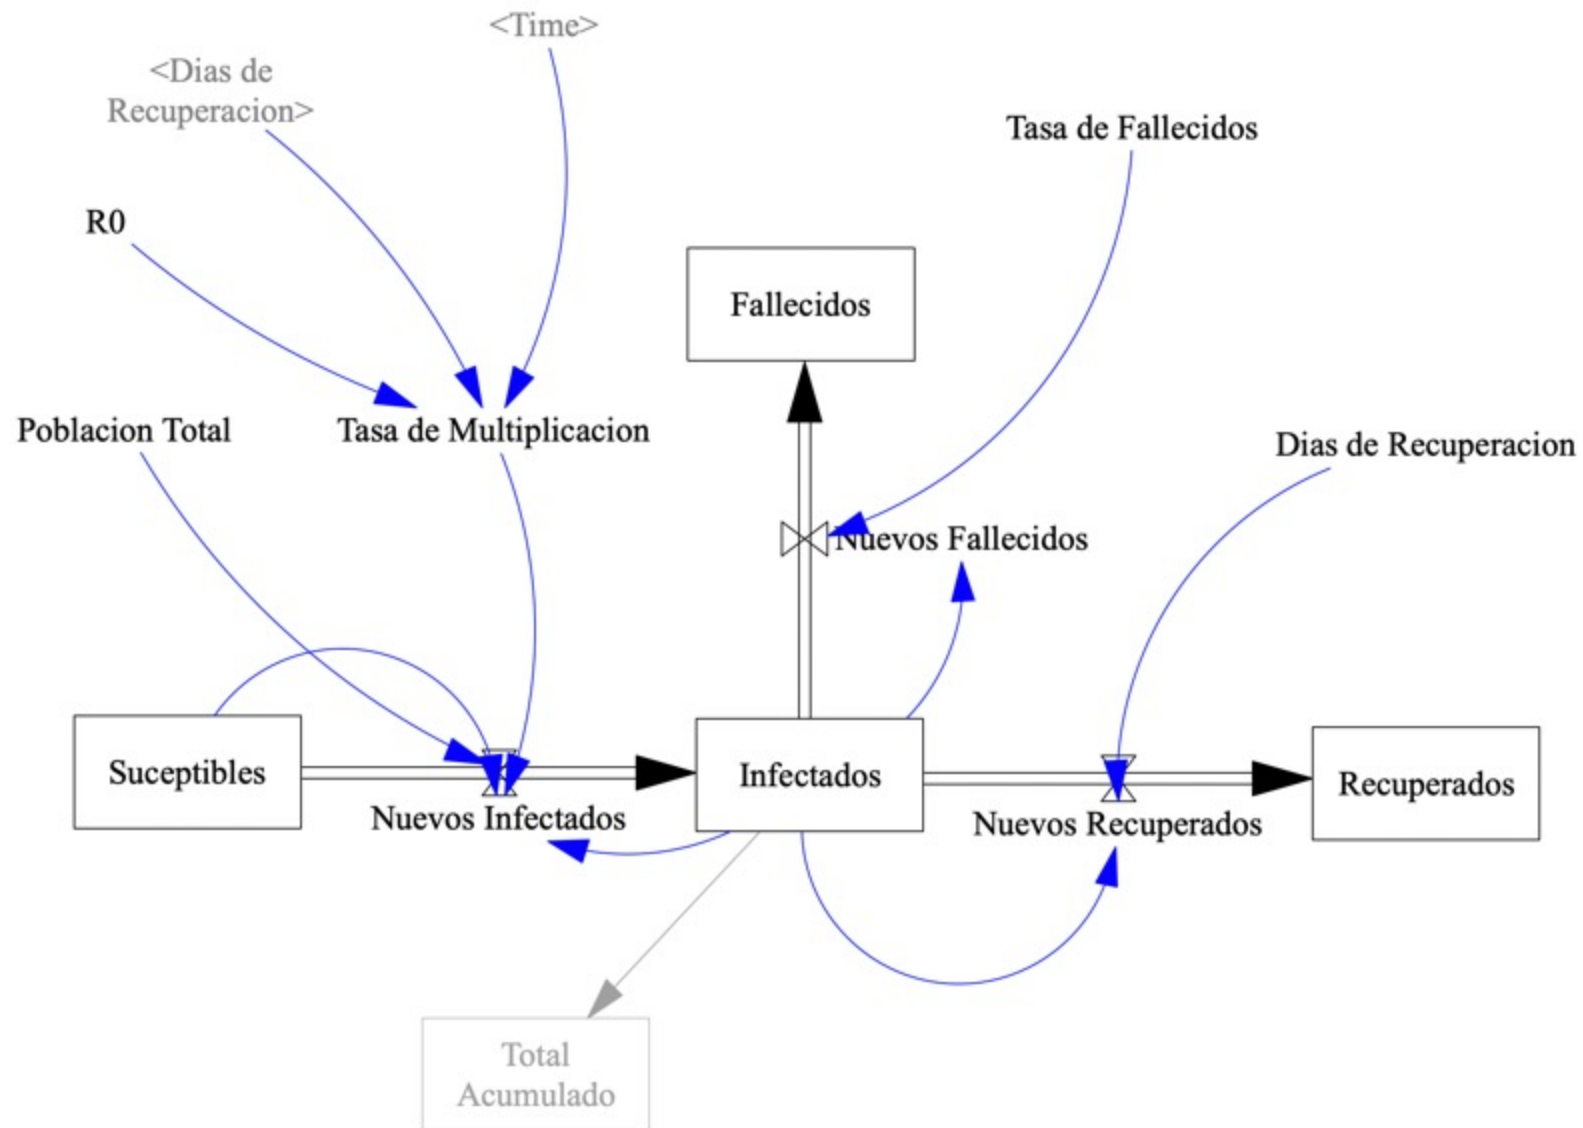 <Time>
<Dias de
Recuperacion>
Tasa de Fallecidos
R0
Fallecidos
Poblacion Total
Tasa de Multiplicacion
Dias de Recuperacion
Nuevos Fallecidos
Suceptibles
Infectados
Recuperados
Nuevos Infectados
Nuevos Recuperados
Total
Acumulado